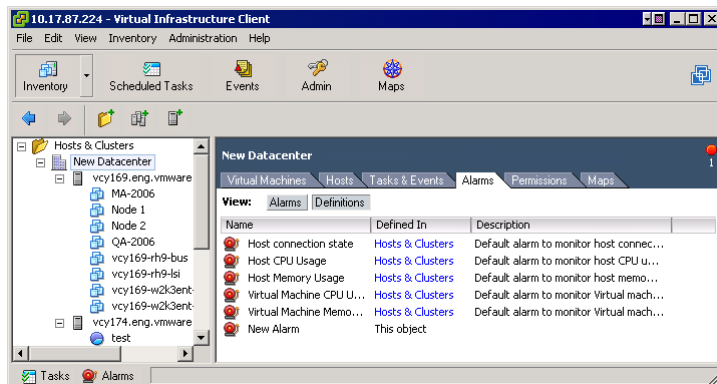 10.17.87.224 - Virtual Infrastructure Client
File Edit View Inventory Administration Help
Inventory Scheduled Tasks Events Admin Maps
Hosts & Clusters
New Datacenter
vcy169.eng.vmware
MA-2006
Node 1
Node 2
QA-2006
vcy169-rh9-bus
vcy169-rh9-lsi
vcy169-w2k3ent-
vcy169-w2k3ent-
vcy174.eng.vmware
test
New Datacenter
1
Virtual Machines Hosts Tasks & Events Alarms Permissions Maps
View: Alarms Definitions
Name Defined In Description
Host connection state Hosts & Clusters Default alarm to monitor host connec...
Host CPU Usage Hosts & Clusters Default alarm to monitor host CPU u...
Host Memory Usage Hosts & Clusters Default alarm to monitor host memo...
Virtual Machine CPU U... Hosts & Clusters Default alarm to monitor Virtual mach...
Virtual Machine Memo... Hosts & Clusters Default alarm to monitor Virtual mach...
New Alarm This object
Tasks Alarms